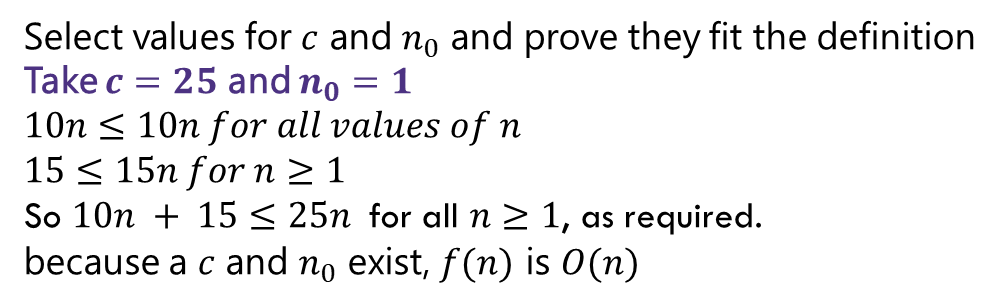 Select values for c and n₀ and prove they fit the definition
Take c = 25 and n₀ = 1
10n ≤ 10n for all values of n
15 ≤ 15n for n ≥ 1
So 10n + 15 ≤ 25n for all n ≥ 1, as required.
because a c and n₀ exist, f(n) is O(n)